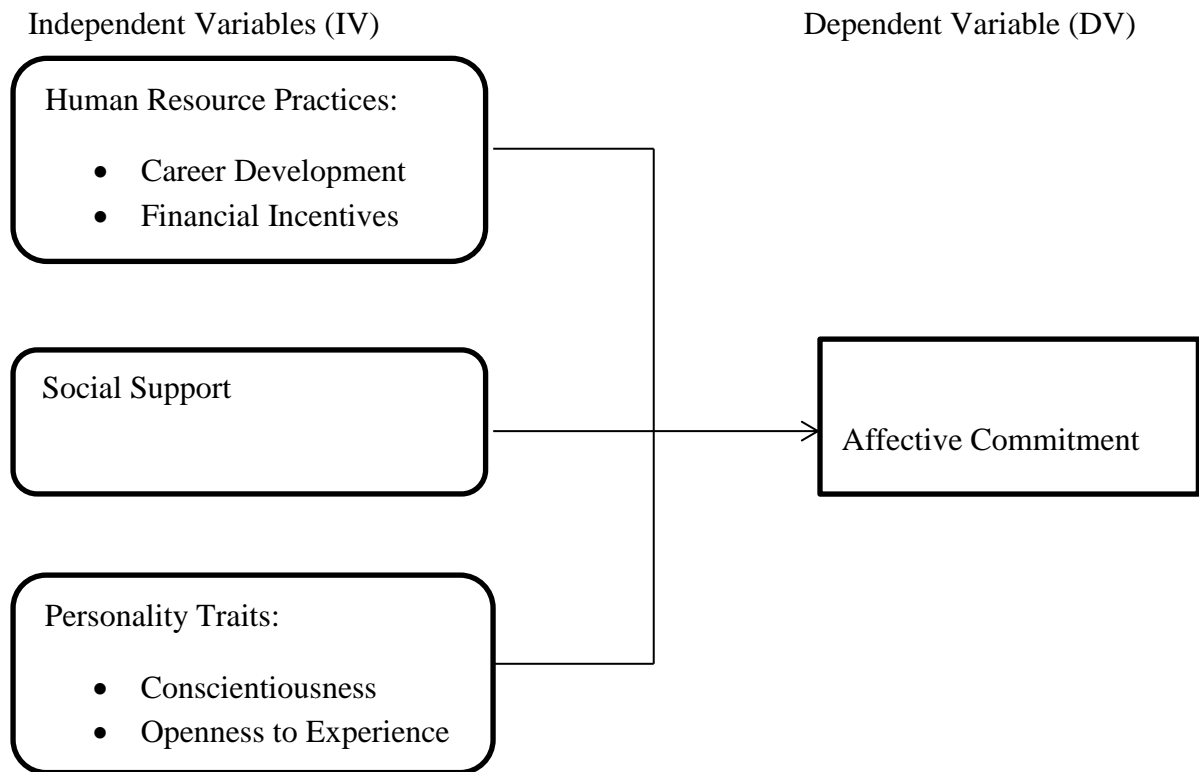 Independent Variables (IV)
Dependent Variable (DV)
Human Resource Practices:
• Career Development
• Financial Incentives
Social Support
Affective Commitment
Personality Traits:
• Conscientiousness
• Openness to Experience